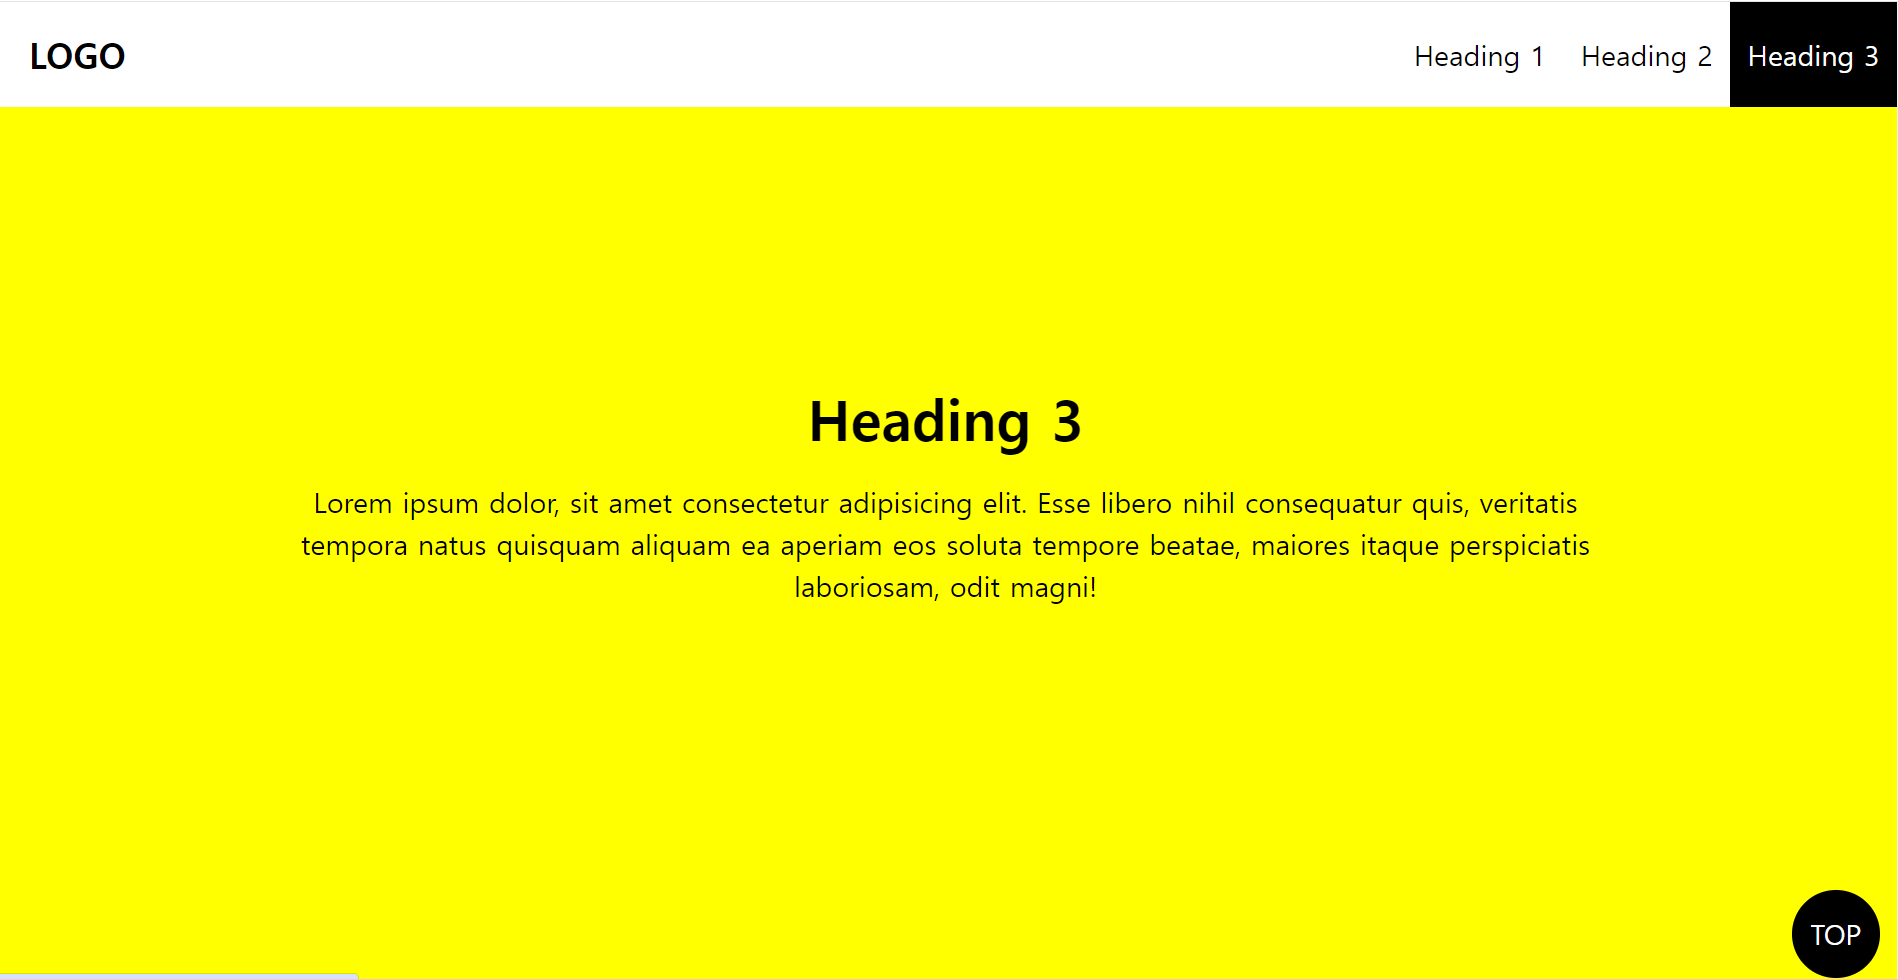 LOGO
Heading 1
Heading 2
Heading 3
Heading 3
Lorem ipsum dolor, sit amet consectetur adipisicing elit. Esse libero nihil consequatur quis, veritatis
tempora natus quisquam aliquam ea aperiam eos soluta tempore beatae, maiores itaque perspiciatis
laboriosam, odit magni!
TOP